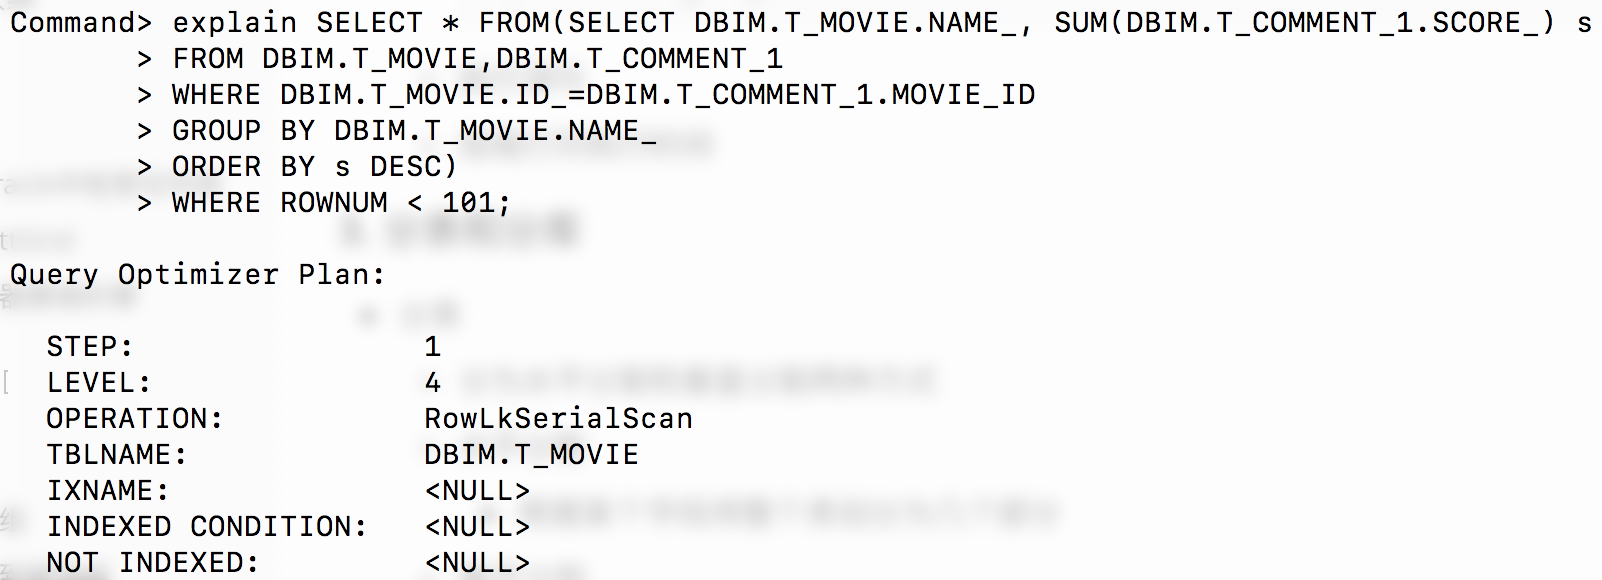 Command> explain SELECT * FROM(SELECT DBIM.T_MOVIE.NAME_, SUM(DBIM.T_COMMENT_1.SCORE_) s
> FROM DBIM.T_MOVIE,DBIM.T_COMMENT_1
> WHERE DBIM.T_MOVIE.ID_=DBIM.T_COMMENT_1.MOVIE_ID
> GROUP BY DBIM.T_MOVIE.NAME_
> ORDER BY s DESC)
> WHERE ROWNUM < 101;
Query Optimizer Plan:
STEP: 1
LEVEL: 4
OPERATION: RowLkSerialScan
TBLNAME: DBIM.T_MOVIE
IXNAME: <NULL>
INDEXED CONDITION: <NULL>
NOT INDEXED: <NULL>